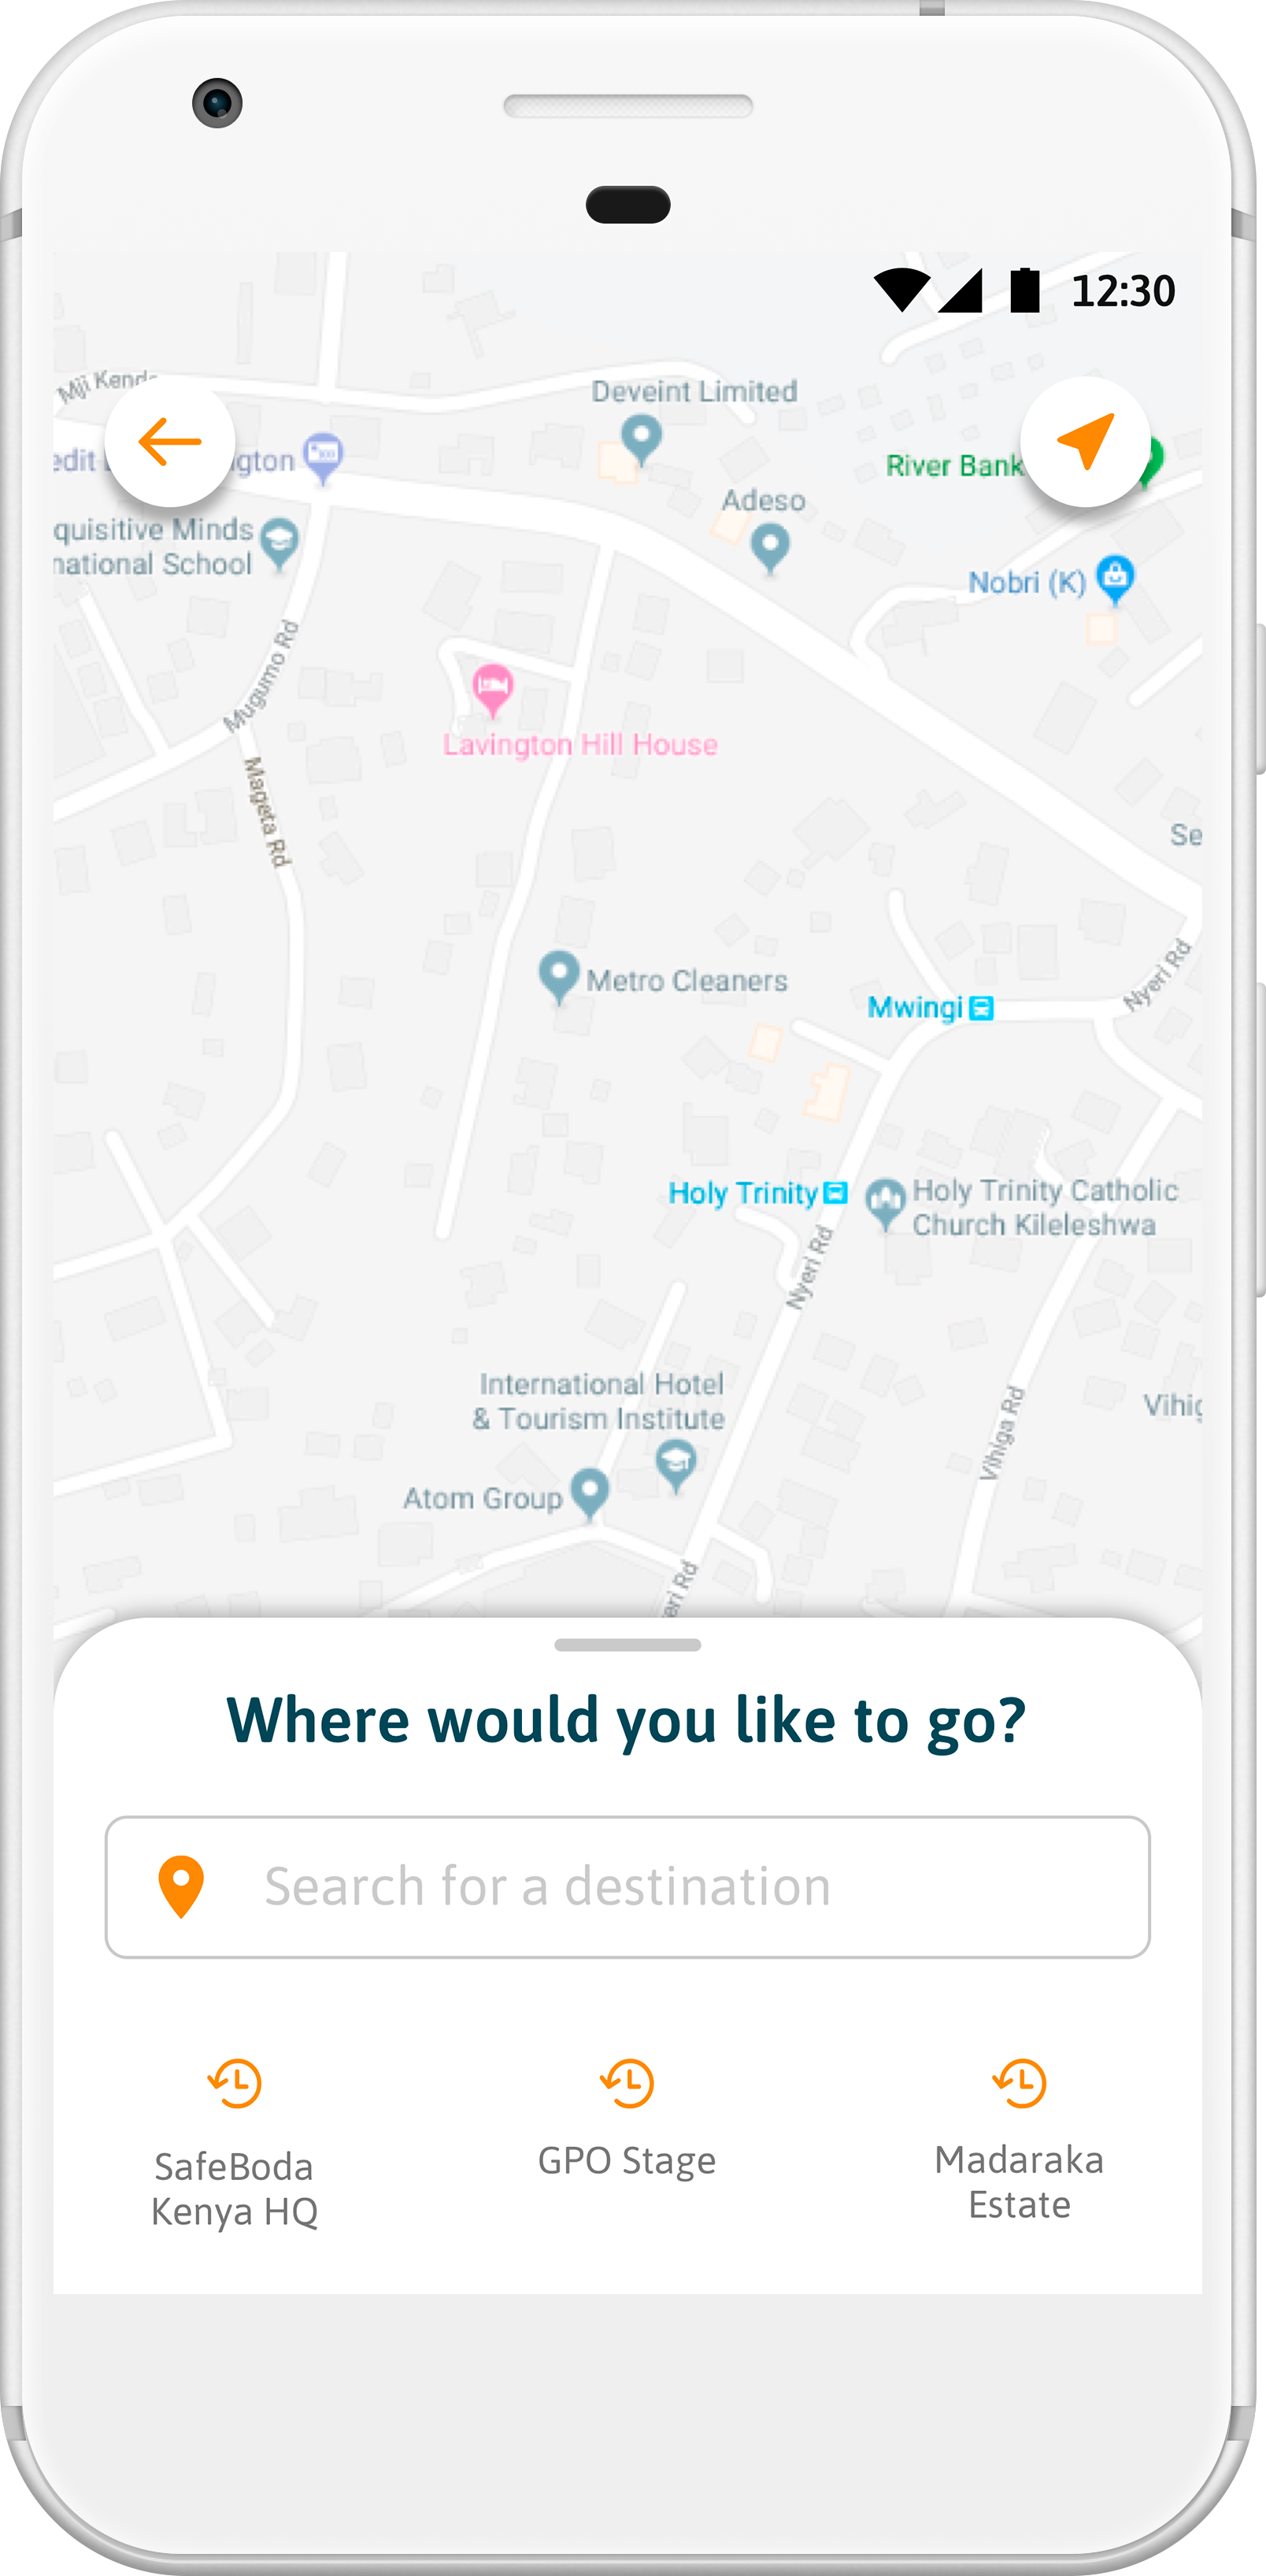 12:30
Mji Kenda
Deveint Limited
edit
gton
River Bank
Adeso
quisitive Minds
national School
Nobri (K)
Mugumo Rd
Lavington Hill House
Mageta Rd
Se
Metro Cleaners
Nyeri Rd
Mwingi
Holy Trinity
Holy Trinity Catholic
Church Kileleshwa
Nyeri Rd
International Hotel
& Tourism Institute
Vihig
Vihiga Rd
Atom Group
eri Rd
Where would you like to go?
Search for a destination
SafeBoda
Kenya HQ
GPO Stage
Madaraka
Estate